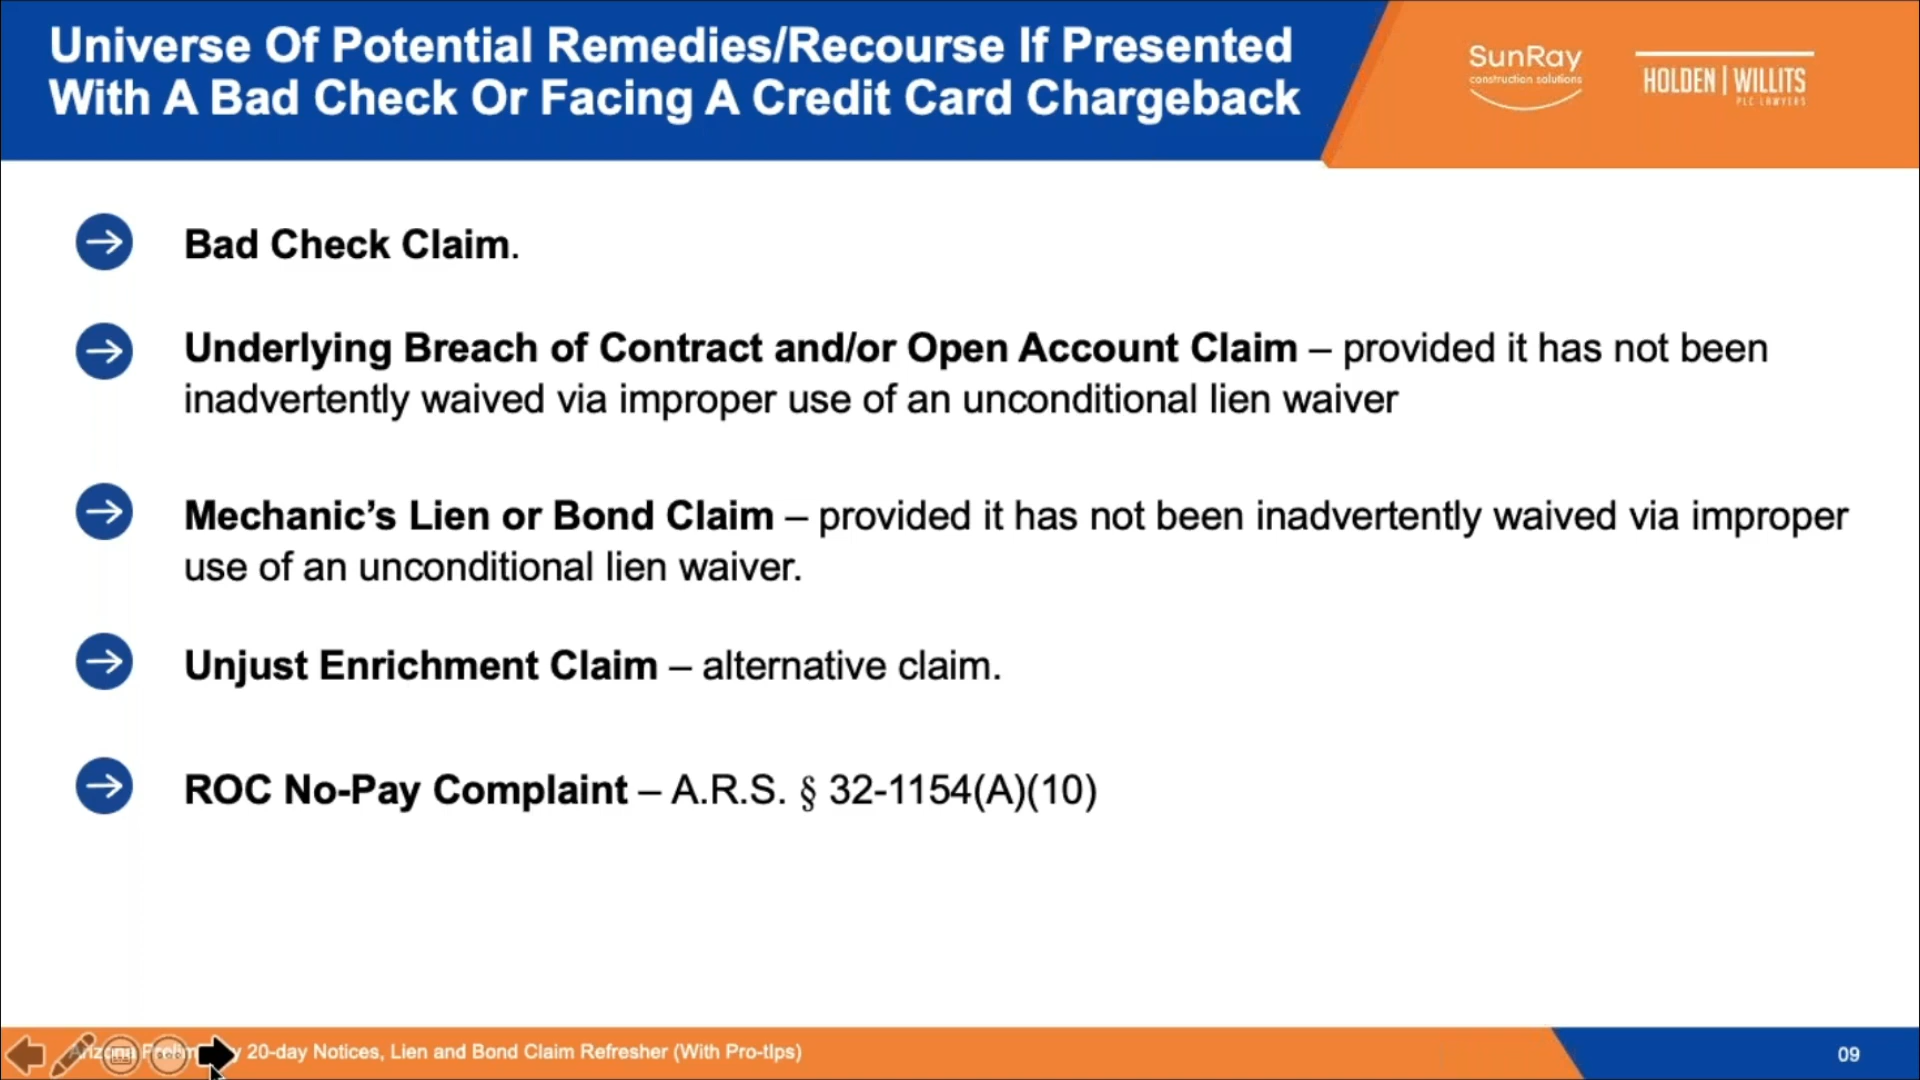 Universe Of Potential Remedies/Recourse If Presented
With A Bad Check Or Facing A Credit Card Chargeback
SunRay
construction solutions
HOLDEN | WILLITS
PLC LAWYERS
Bad Check Claim.
Underlying Breach of Contract and/or Open Account Claim – provided it has not been
inadvertently waived via improper use of an unconditional lien waiver
Mechanic’s Lien or Bond Claim – provided it has not been inadvertently waived via improper
use of an unconditional lien waiver.
Unjust Enrichment Claim – alternative claim.
ROC No-Pay Complaint – A.R.S. § 32-1154(A)(10)
Arizona Preliminary 20-day Notices, Lien and Bond Claim Refresher (With Pro-tIps)
09